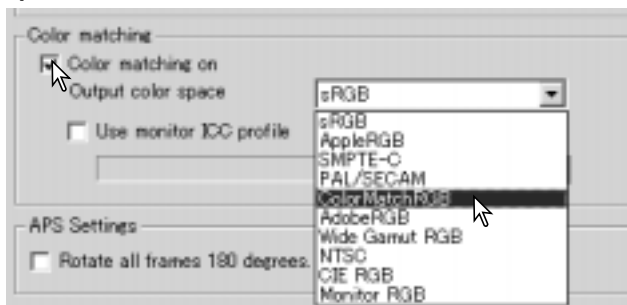 Color matching
Color matching on
Output color space
sRGB
Use monitor ICC profile
sRGB
AppleRGB
SMPTE-C
PAL/SECAM
ColorMatchRGB
AdobeRGB
Wide Gamut RGB
NTSC
CIE RGB
Monitor RGB
APS Settings
Rotate all frames 180 degrees.